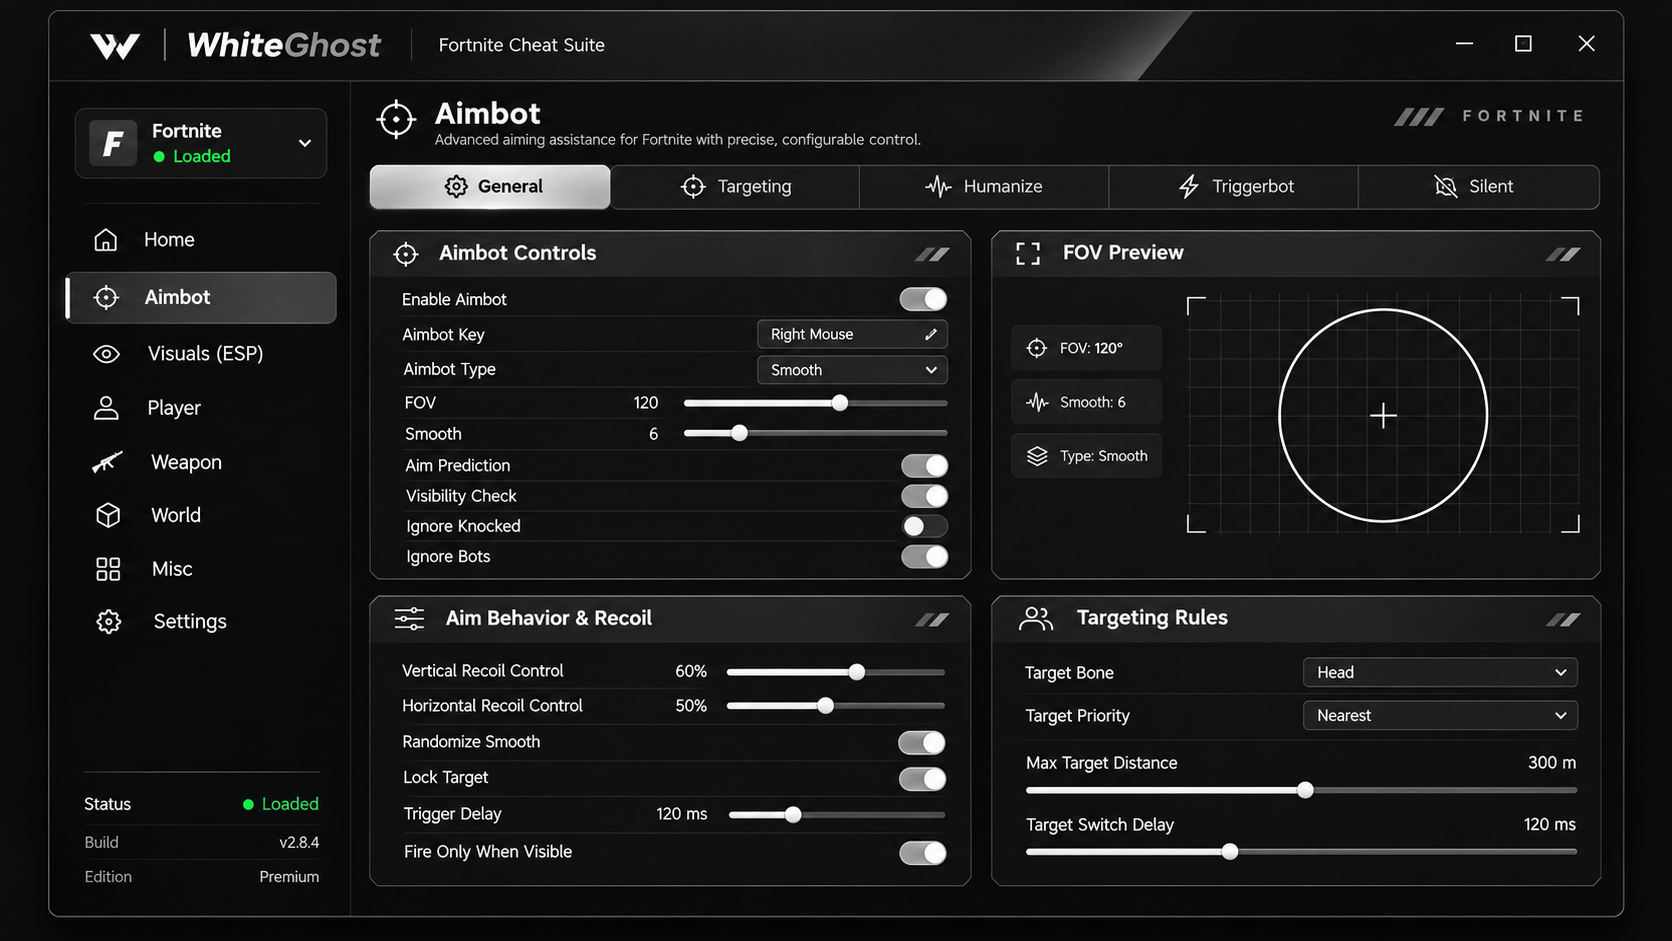 WhiteGhost
Fortnite Cheat Suite
Fortnite
Loaded
Home
Aimbot
Visuals (ESP)
Player
Weapon
World
Misc
Settings
Status Loaded
Build v2.8.4
Edition Premium
Aimbot
Advanced aiming assistance for Fortnite with precise, configurable control.
FORTNITE
General
Targeting
Humanize
Triggerbot
Silent
Aimbot Controls
Enable Aimbot
Aimbot Key Right Mouse
Aimbot Type Smooth
FOV 120
Smooth 6
Aim Prediction
Visibility Check
Ignore Knocked
Ignore Bots
FOV Preview
FOV: 120°
Smooth: 6
Type: Smooth
Aim Behavior & Recoil
Vertical Recoil Control 60%
Horizontal Recoil Control 50%
Randomize Smooth
Lock Target
Trigger Delay 120 ms
Fire Only When Visible
Targeting Rules
Target Bone Head
Target Priority Nearest
Max Target Distance 300 m
Target Switch Delay 120 ms